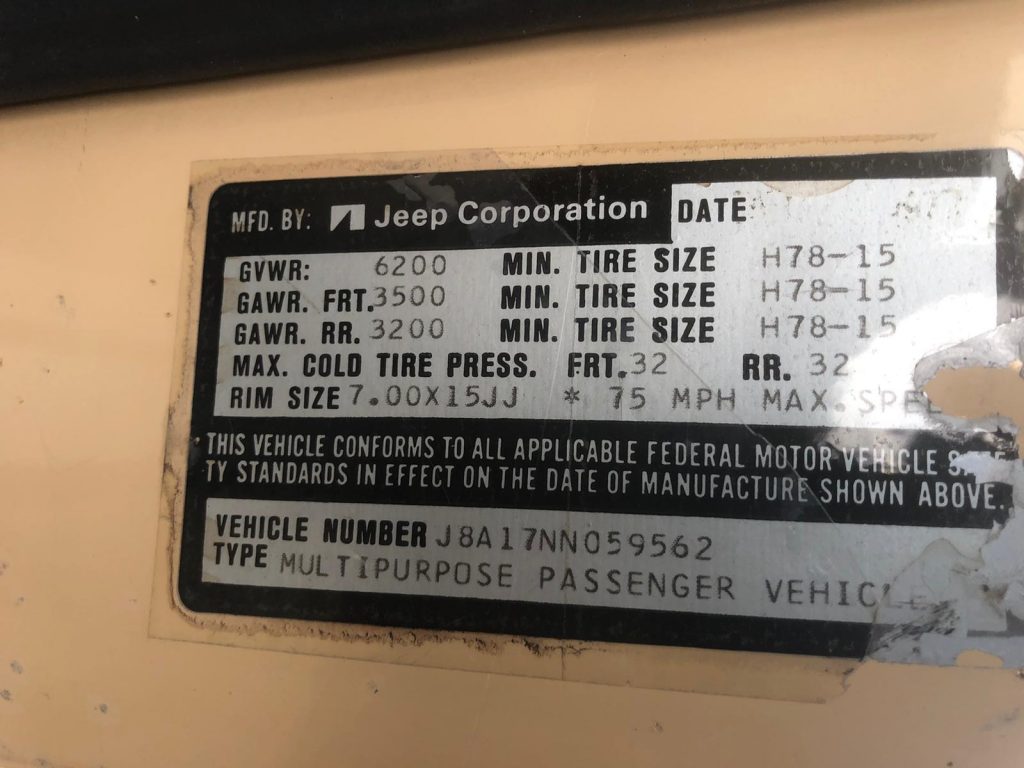 MFD. BY: Jeep Corporation DATE
GVWR: 6200 MIN. TIRE SIZE H78-15
GAWR. FRT. 3500 MIN. TIRE SIZE H78-15
GAWR. RR. 3200 MIN. TIRE SIZE H78-15
MAX. COLD TIRE PRESS. FRT. 32 RR. 32
RIM SIZE 7.00X15JJ * 75 MPH MAX. SPEE
THIS VEHICLE CONFORMS TO ALL APPLICABLE FEDERAL MOTOR VEHICLE
TY STANDARDS IN EFFECT ON THE DATE OF MANUFACTURE SHOWN ABOVE.
VEHICLE NUMBER J8A17NN059562
TYPE MULTIPURPOSE PASSENGER VEHICLE